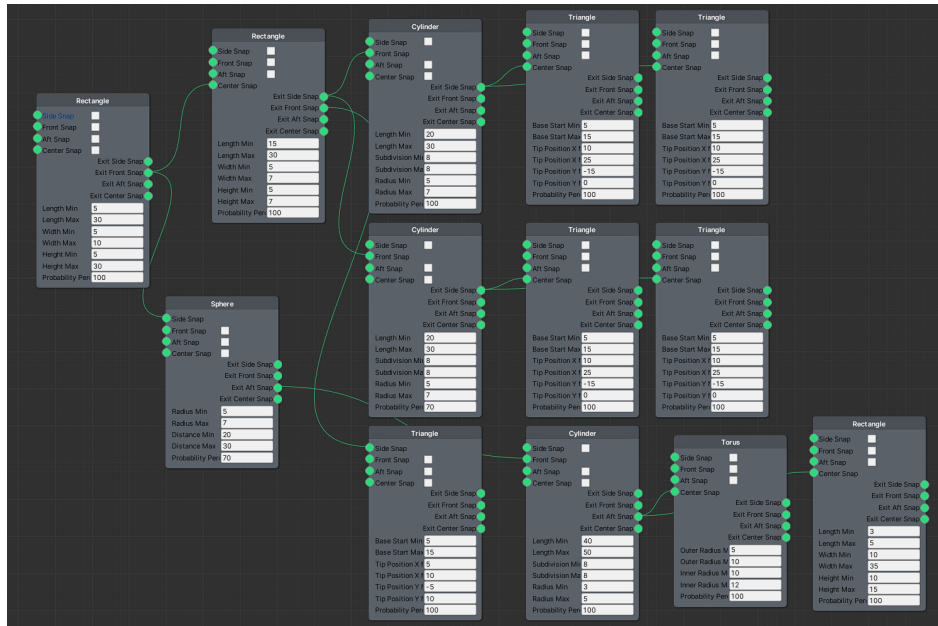 Rectangle
Side Snap
Front Snap
Aft Snap
Center Snap
Exit Side Snap
Exit Front Snap
Exit Aft Snap
Exit Center Snap
Length Min 5
Length Max 30
Width Min 5
Width Max 10
Height Min 5
Height Max 30
Probability Per 100
Rectangle
Side Snap
Front Snap
Aft Snap
Center Snap
Exit Side Snap
Exit Front Snap
Exit Aft Snap
Exit Center Snap
Length Min 15
Length Max 30
Width Min 5
Width Max 7
Height Min 5
Height Max 7
Probability Per 100
Cylinder
Side Snap
Front Snap
Aft Snap
Center Snap
Exit Side Snap
Exit Front Snap
Exit Aft Snap
Exit Center Snap
Length Min 20
Length Max 30
Subdivision Mi 8
Subdivision Ma 8
Radius Min 5
Radius Max 7
Probability Per 100
Triangle
Side Snap
Front Snap
Aft Snap
Center Snap
Exit Side Snap
Exit Front Snap
Exit Aft Snap
Exit Center Snap
Base Start Min 5
Base Start Max 15
Tip Position X 10
Tip Position X 25
Tip Position Y -15
Tip Position Y 0
Probability Per 100
Triangle
Side Snap
Front Snap
Aft Snap
Center Snap
Exit Side Snap
Exit Front Snap
Exit Aft Snap
Exit Center Snap
Base Start Min 5
Base Start Max 15
Tip Position X 10
Tip Position X 25
Tip Position Y -15
Tip Position Y 0
Probability Per 100
Cylinder
Side Snap
Front Snap
Aft Snap
Center Snap
Exit Side Snap
Exit Front Snap
Exit Aft Snap
Exit Center Snap
Length Min 20
Length Max 30
Subdivision Mi 8
Subdivision Ma 8
Radius Min 5
Radius Max 7
Probability Per 70
Triangle
Side Snap
Front Snap
Aft Snap
Center Snap
Exit Side Snap
Exit Front Snap
Exit Aft Snap
Exit Center Snap
Base Start Min 5
Base Start Max 15
Tip Position X 10
Tip Position X 25
Tip Position Y -15
Tip Position Y 0
Probability Per 100
Triangle
Side Snap
Front Snap
Aft Snap
Center Snap
Exit Side Snap
Exit Front Snap
Exit Aft Snap
Exit Center Snap
Base Start Min 5
Base Start Max 15
Tip Position X 10
Tip Position X 25
Tip Position Y -15
Tip Position Y 0
Probability Per 100
Sphere
Side Snap
Front Snap
Aft Snap
Center Snap
Exit Side Snap
Exit Front Snap
Exit Aft Snap
Exit Center Snap
Radius Min 5
Radius Max 7
Distance Min 20
Distance Max 30
Probability Per 70
Triangle
Side Snap
Front Snap
Aft Snap
Center Snap
Exit Side Snap
Exit Front Snap
Exit Aft Snap
Exit Center Snap
Base Start Min 5
Base Start Max 15
Tip Position X 5
Tip Position X 10
Tip Position Y -5
Tip Position Y 10
Probability Per 100
Cylinder
Side Snap
Front Snap
Aft Snap
Center Snap
Exit Side Snap
Exit Front Snap
Exit Aft Snap
Exit Center Snap
Length Min 40
Length Max 50
Subdivision Mi 8
Subdivision Ma 8
Radius Min 3
Radius Max 5
Probability Per 100
Torus
Side Snap
Front Snap
Aft Snap
Center Snap
Exit Side Snap
Exit Front Snap
Exit Aft Snap
Exit Center Snap
Outer Radius M 5
Outer Radius M 10
Inner Radius M 10
Inner Radius M 12
Probability Per 100
Rectangle
Side Snap
Front Snap
Aft Snap
Center Snap
Exit Side Snap
Exit Front Snap
Exit Aft Snap
Exit Center Snap
Length Min 3
Length Max 5
Width Min 10
Width Max 35
Height Min 10
Height Max 15
Probability Per 100